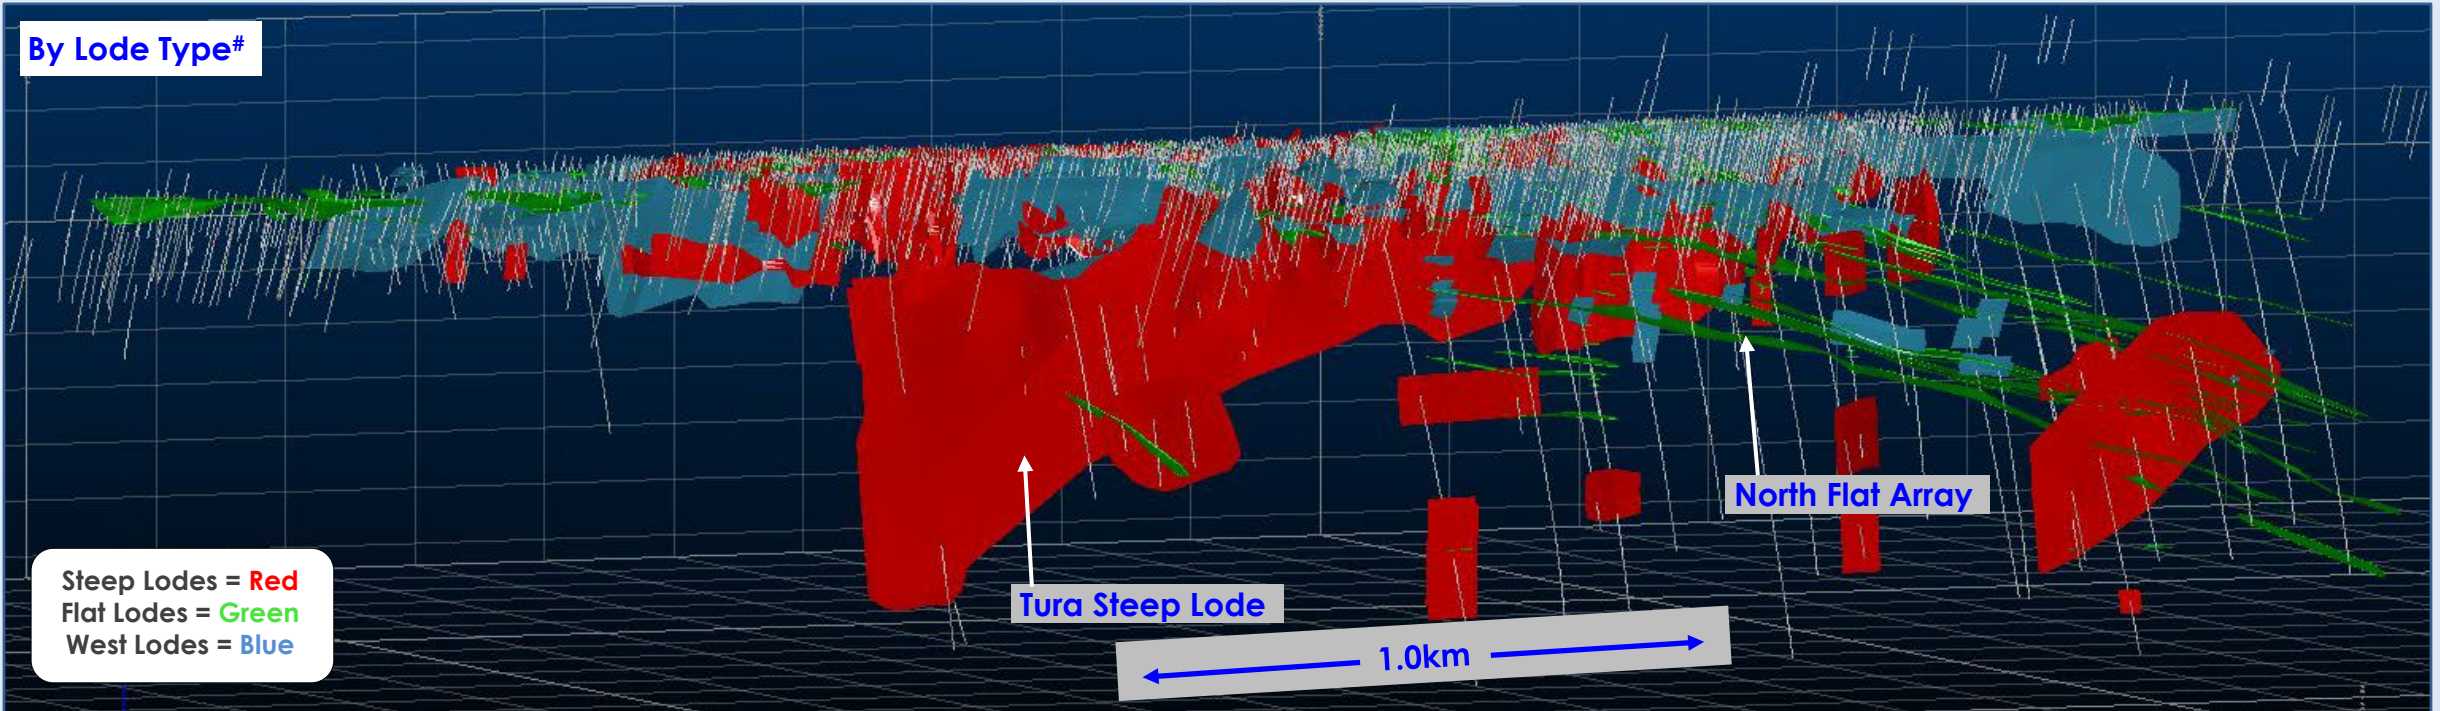 By Lode Type#
North Flat Array
Tura Steep Lode
1.0km
Steep Lodes = Red
Flat Lodes = Green
West Lodes = Blue